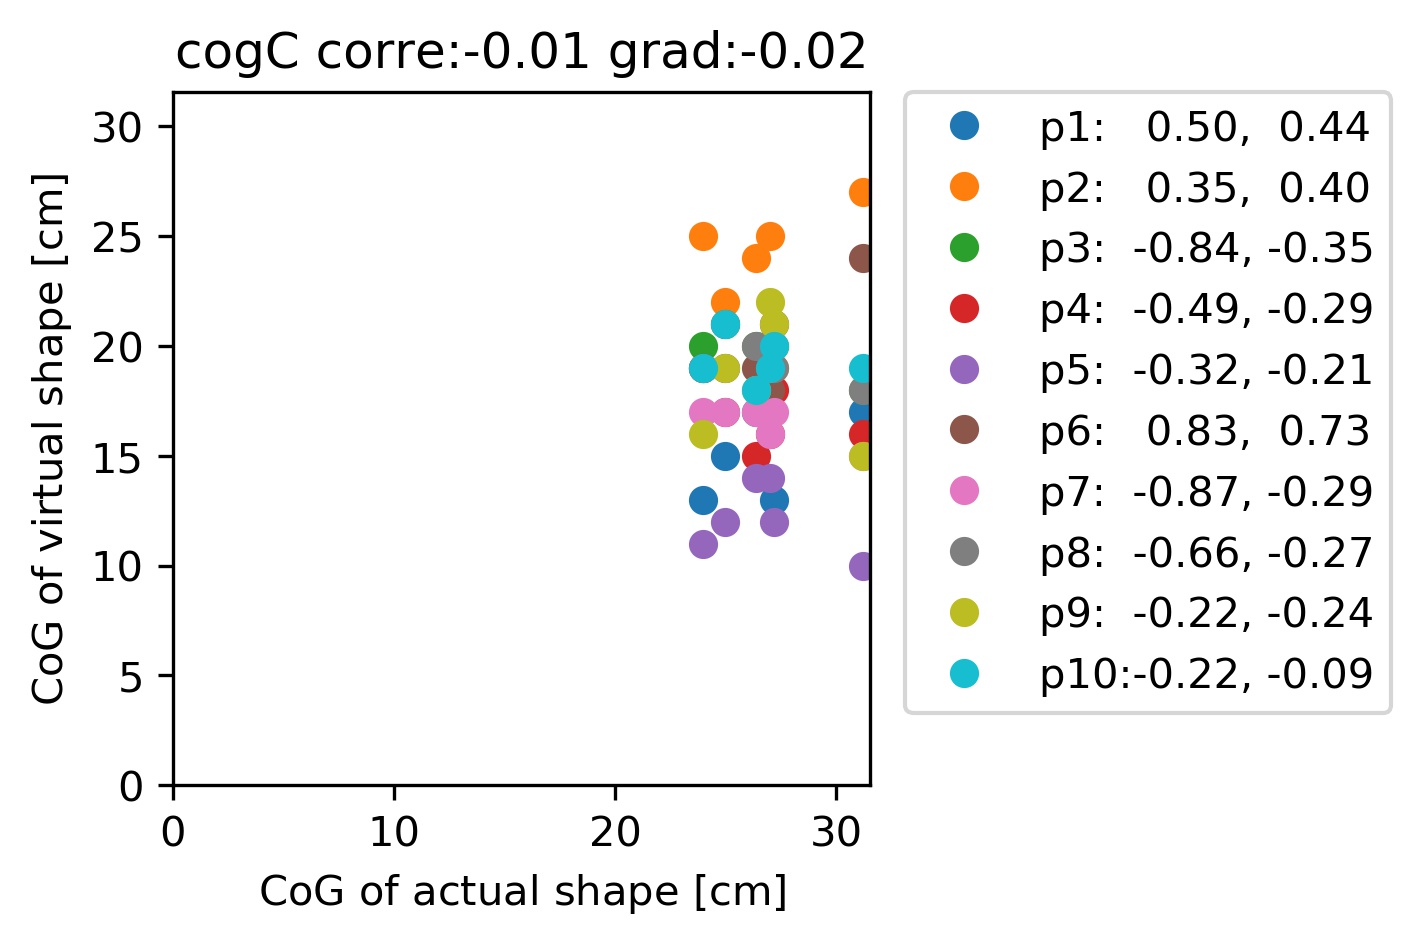 cogC corre:-0.01 grad:-0.02
CoG of virtual shape [cm]
30
25
20
15
10
5
0
0 10 20 30
CoG of actual shape [cm]
p1: 0.50, 0.44
p2: 0.35, 0.40
p3: -0.84, -0.35
p4: -0.49, -0.29
p5: -0.32, -0.21
p6: 0.83, 0.73
p7: -0.87, -0.29
p8: -0.66, -0.27
p9: -0.22, -0.24
p10:-0.22, -0.09